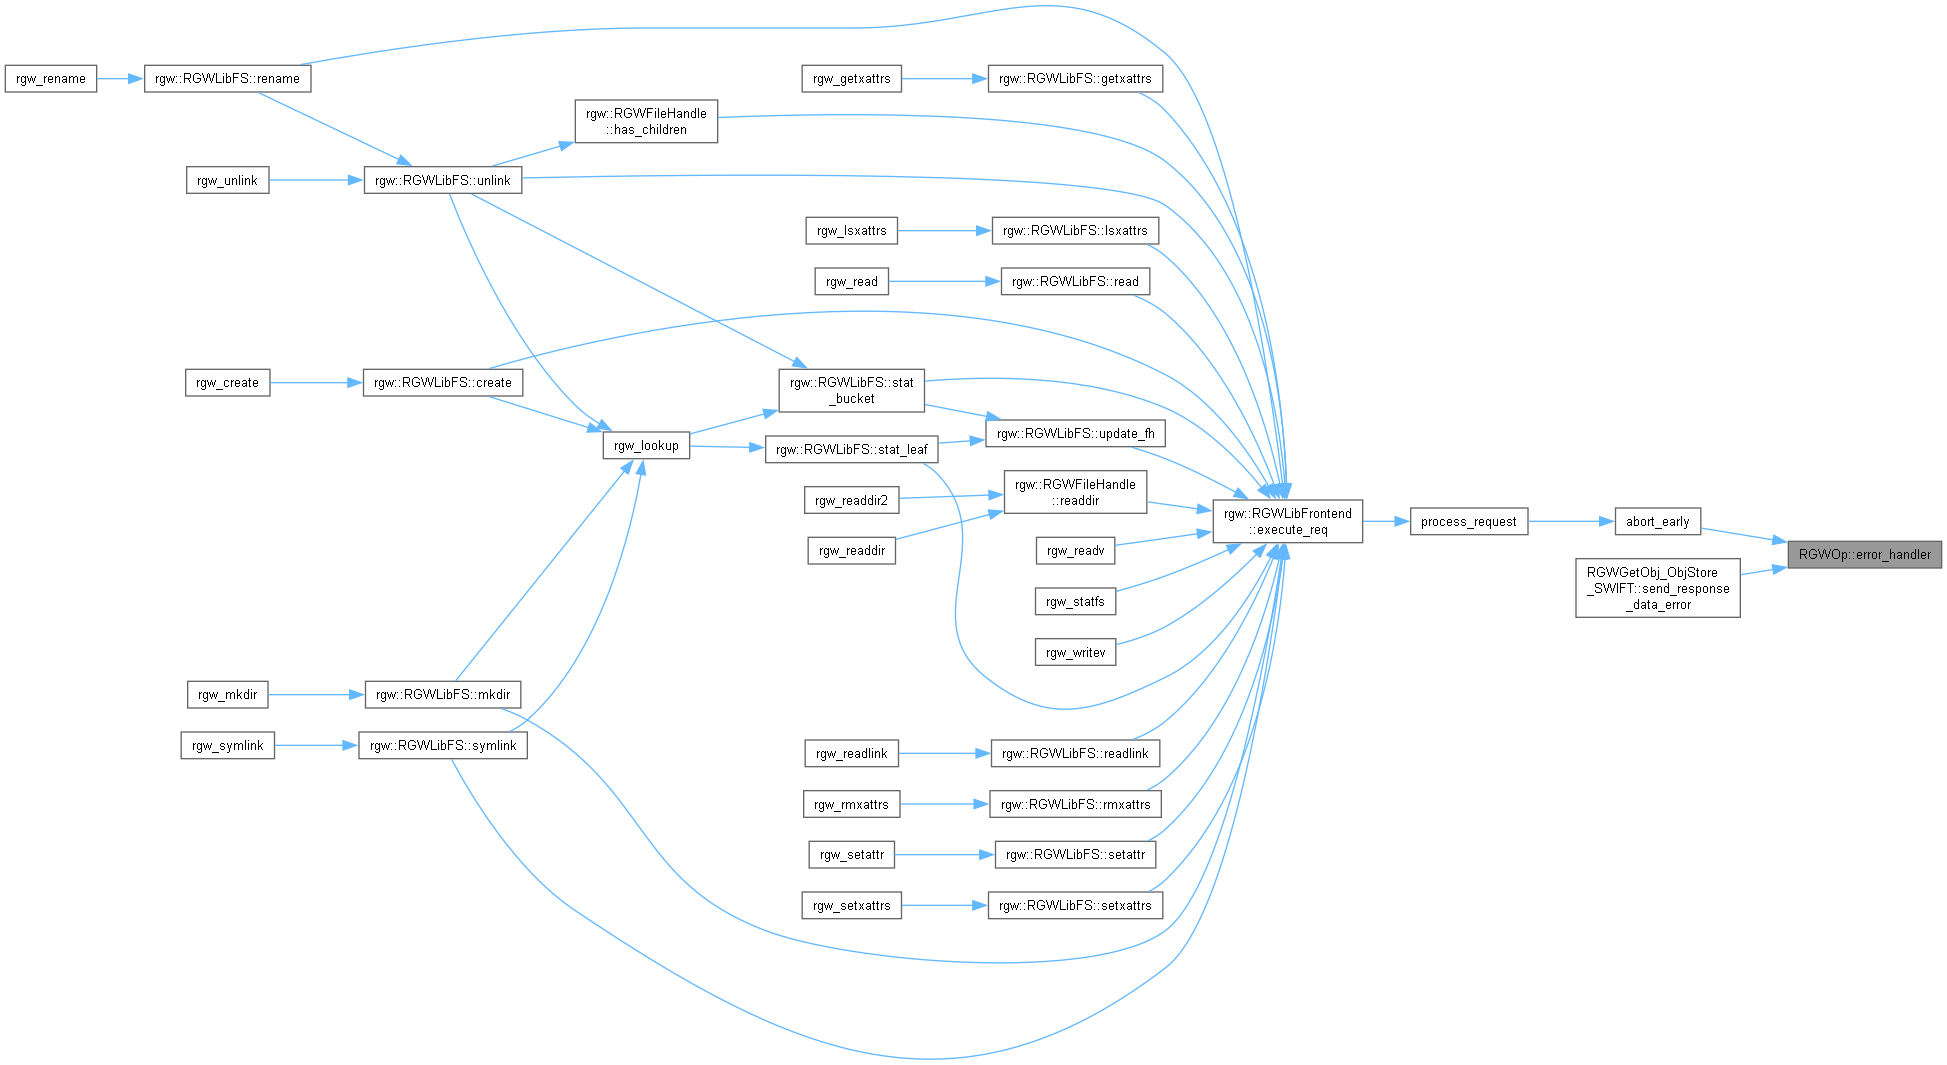 rgw_rename
rgw::RGWLibFS::rename
rgw_getxattrs
rgw::RGWLibFS::getxattrs
rgw::RGWFileHandle
::has_children
rgw_unlink
rgw::RGWLibFS::unlink
rgw_lsxattrs
rgw::RGWLibFS::lsxattrs
rgw_read
rgw::RGWLibFS::read
rgw_create
rgw::RGWLibFS::create
rgw::RGWLibFS::stat
_bucket
rgw_lookup
rgw::RGWLibFS::stat_leaf
rgw::RGWLibFS::update_fh
rgw_readdir2
rgw::RGWFileHandle
::readdir
rgw_readdir
rgw::RGWLibFrontend
::execute_req
process_request
abort_early
RGWOp::error_handler
rgw_readv
RGWGetObj_ObjStore
_SWIFT::send_response
_data_error
rgw_statfs
rgw_writev
rgw_mkdir
rgw::RGWLibFS::mkdir
rgw_symlink
rgw::RGWLibFS::symlink
rgw_readlink
rgw::RGWLibFS::readlink
rgw_rmxattrs
rgw::RGWLibFS::rmxattrs
rgw_setattr
rgw::RGWLibFS::setattr
rgw_setxattrs
rgw::RGWLibFS::setxattrs